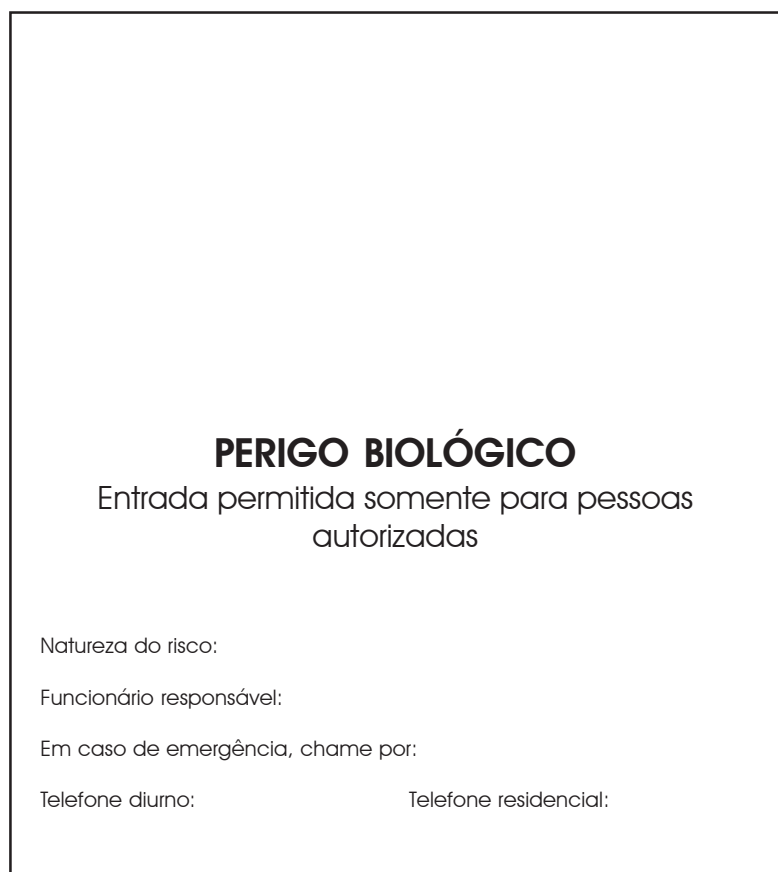 PERIGO BIOLÓGICO
Entrada permitida somente para pessoas
autorizadas
Natureza do risco:
Funcionário responsável:
Em caso de emergência, chame por:
Telefone diurno: Telefone residencial: